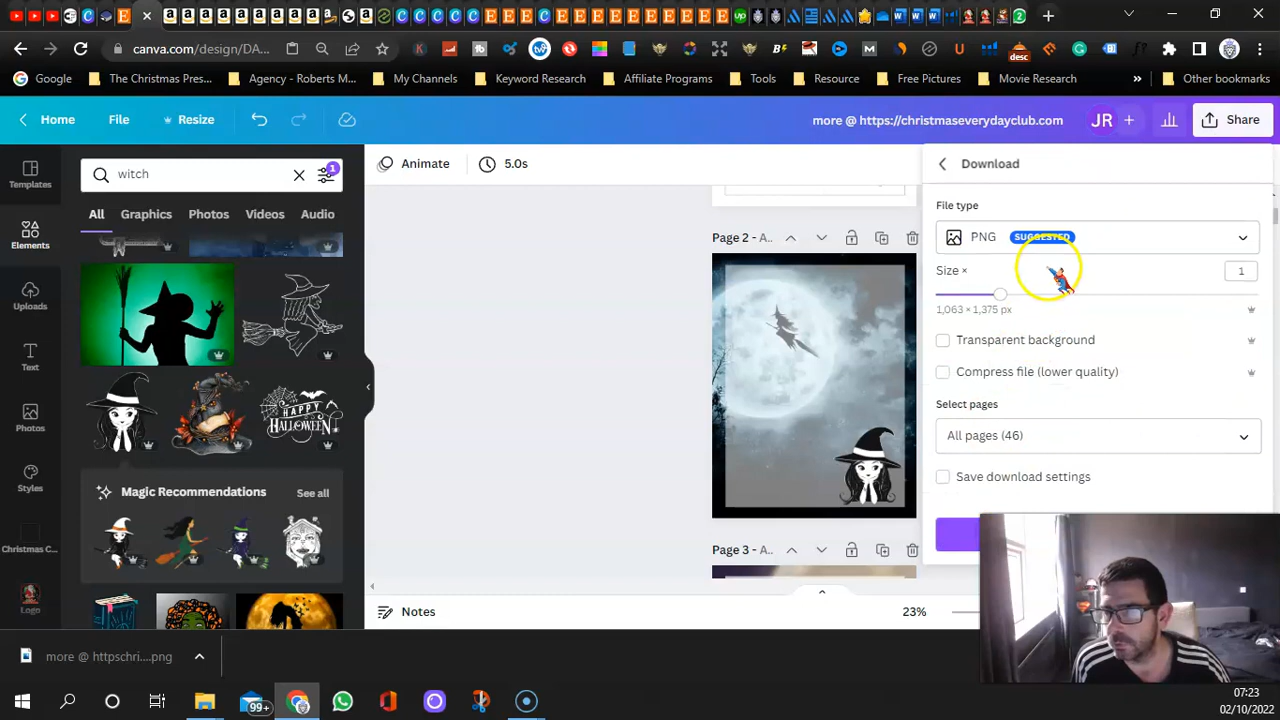 canva.com/design/DA...
Google
The Christmas Pres...
Agency - Roberts M...
My Channels
Keyword Research
Affiliate Programs
Tools
Resource
Free Pictures
Movie Research
»
Other bookmarks
Home
File
Resize
more @ https://christmaseverydayclub.com
JR
+
Share
Templates
Elements
Uploads
Text
Photos
Styles
Christmas C...
Logo
witch
1
All
Graphics
Photos
Videos
Audio
HAPPY
HALLOWEEN
Magic Recommendations
See all
Animate
5.0s
Page 2 - A...
Page 3 - A...
Notes
23%
Download
File type
PNG
SUGGESTED
Size ×
1
1,063 × 1,375 px
Transparent background
Compress file (lower quality)
Select pages
All pages (46)
Save download settings
more @ httpschri....png
99+
07:23
02/10/2022